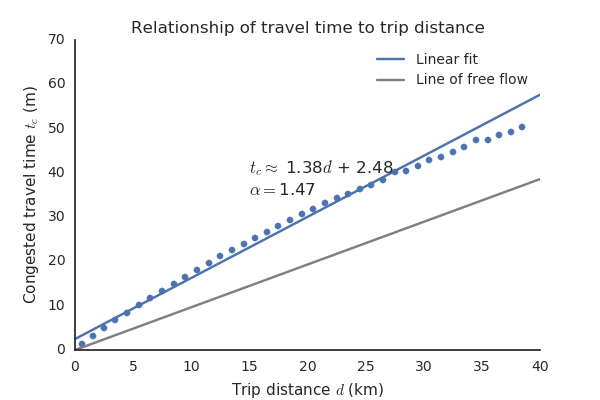 Relationship of travel time to trip distance
70
60
50
40
30
20
10
0
Congested travel time t_c (m)
Linear fit
Line of free flow
t_c ≈ 1.38d + 2.48
α = 1.47
0 5 10 15 20 25 30 35 40
Trip distance d (km)